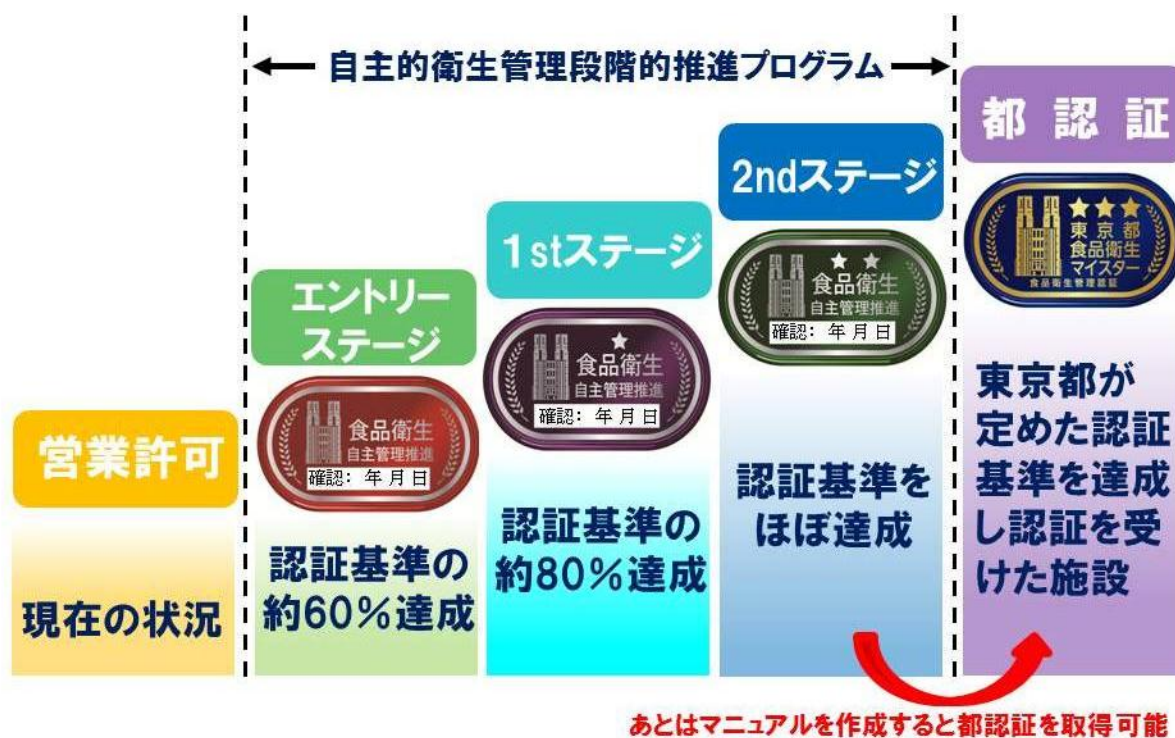 自主的衛生管理段階的推進プログラム
営業許可
現在の状況
エントリー
ステージ
食品衛生
自主管理推進
確認: 年 月 日
認証基準の
約60%達成
1stステージ
食品衛生
自主管理推進
確認: 年 月 日
認証基準の
約80%達成
2ndステージ
食品衛生
自主管理推進
確認: 年 月 日
認証基準を
ほぼ達成
都 認 証
東京都
食品衛生
マイスター
食品衛生管理認証
東京都が
定めた認証
基準を達成
し認証を受
けた施設
あとはマニュアルを作成すると都認証を取得可能